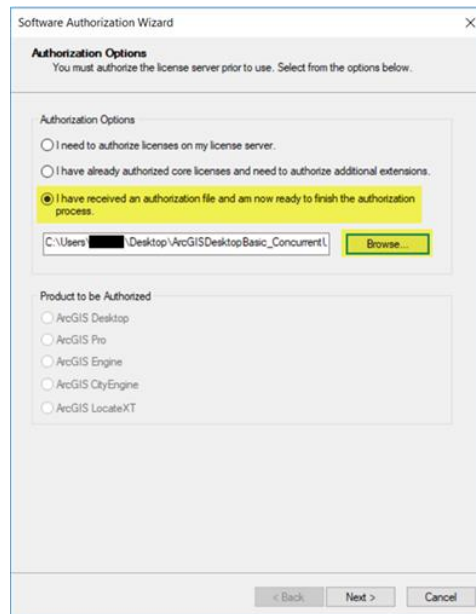 Software Authorization Wizard
Authorization Options
You must authorize the license server prior to use. Select from the options below.
Authorization Options
I need to authorize licenses on my license server.
I have already authorized core licenses and need to authorize additional extensions.
I have received an authorization file and am now ready to finish the authorization
process.
C:\Users\ \Desktop\ArcGISDesktopBasic_ConcurrentU.
Browse...
Product to be Authorized
ArcGIS Desktop
ArcGIS Pro
ArcGIS Engine
ArcGIS CityEngine
ArcGIS LocateXT
< Back Next > Cancel